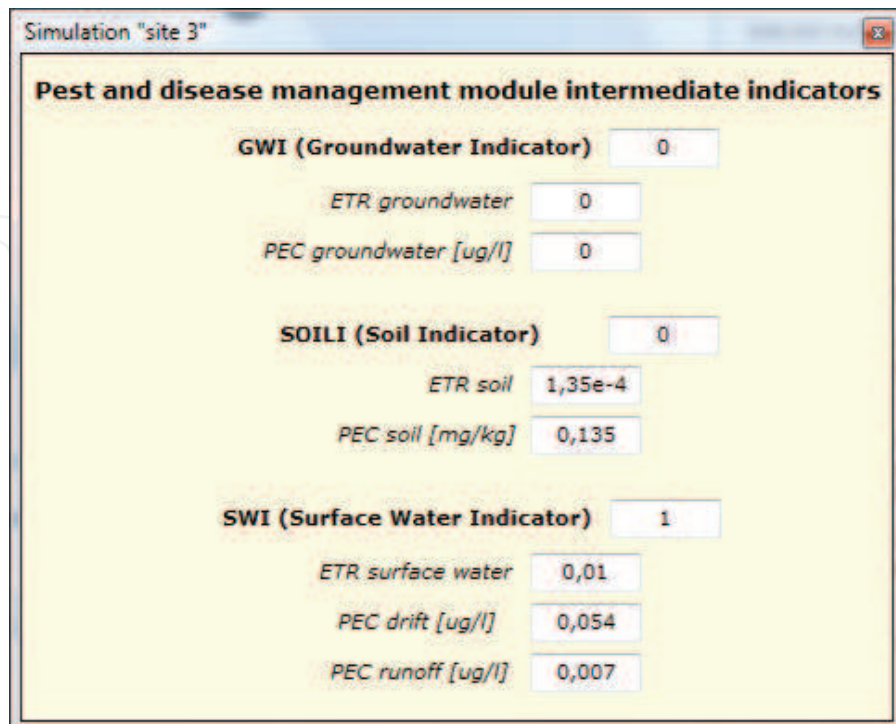 Simulation "site 3"
Pest and disease management module intermediate indicators
GWI (Groundwater Indicator) 0
ETR groundwater 0
PEC groundwater [ug/l] 0
SOILI (Soil Indicator) 0
ETR soil 1,35e-4
PEC soil [mg/kg] 0,135
SWI (Surface Water Indicator) 1
ETR surface water 0,01
PEC drift [ug/l] 0,054
PEC runoff [ug/l] 0,007